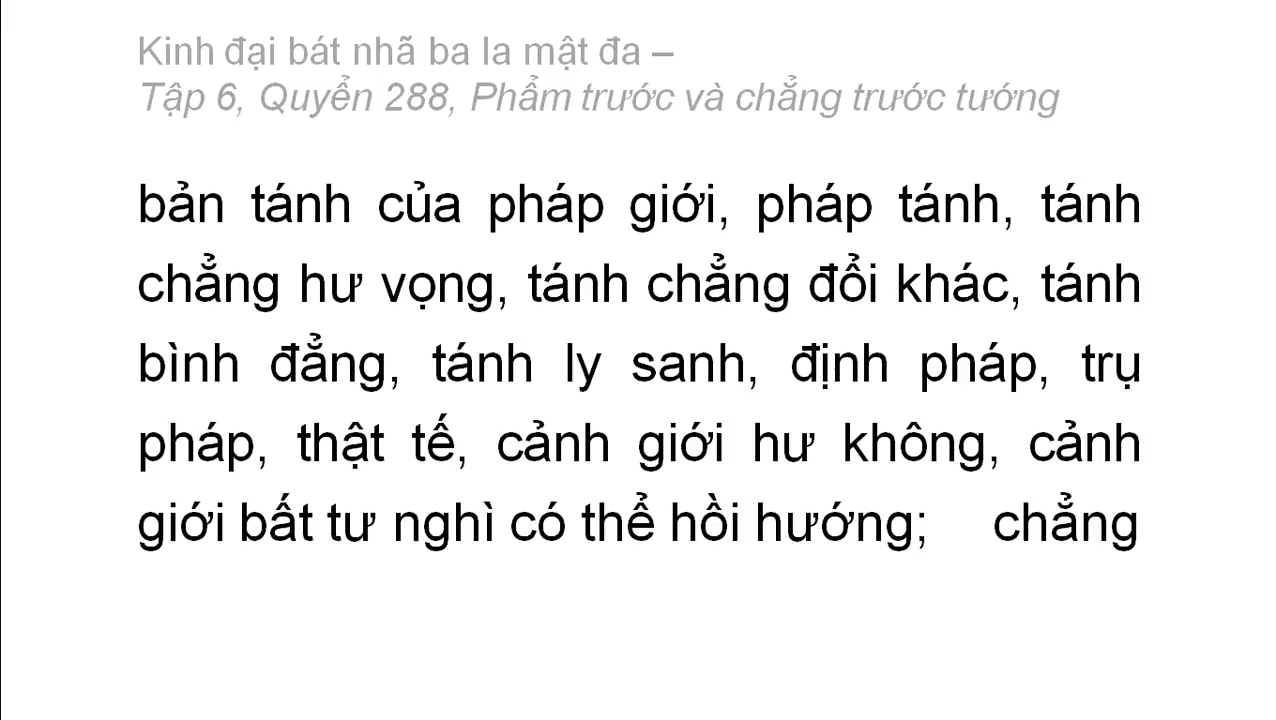 Kinh đại bát nhã ba la mật đa –
Tập 6, Quyển 288, Phẩm trước và chẳng trước tướng
bản tánh của pháp giới, pháp tánh, tánh
chẳng hư vọng, tánh chẳng đổi khác, tánh
bình đẳng, tánh ly sanh, định pháp, trụ
pháp, thật tế, cảnh giới hư không, cảnh
giới bất tư nghì có thể hồi hướng; chẳng